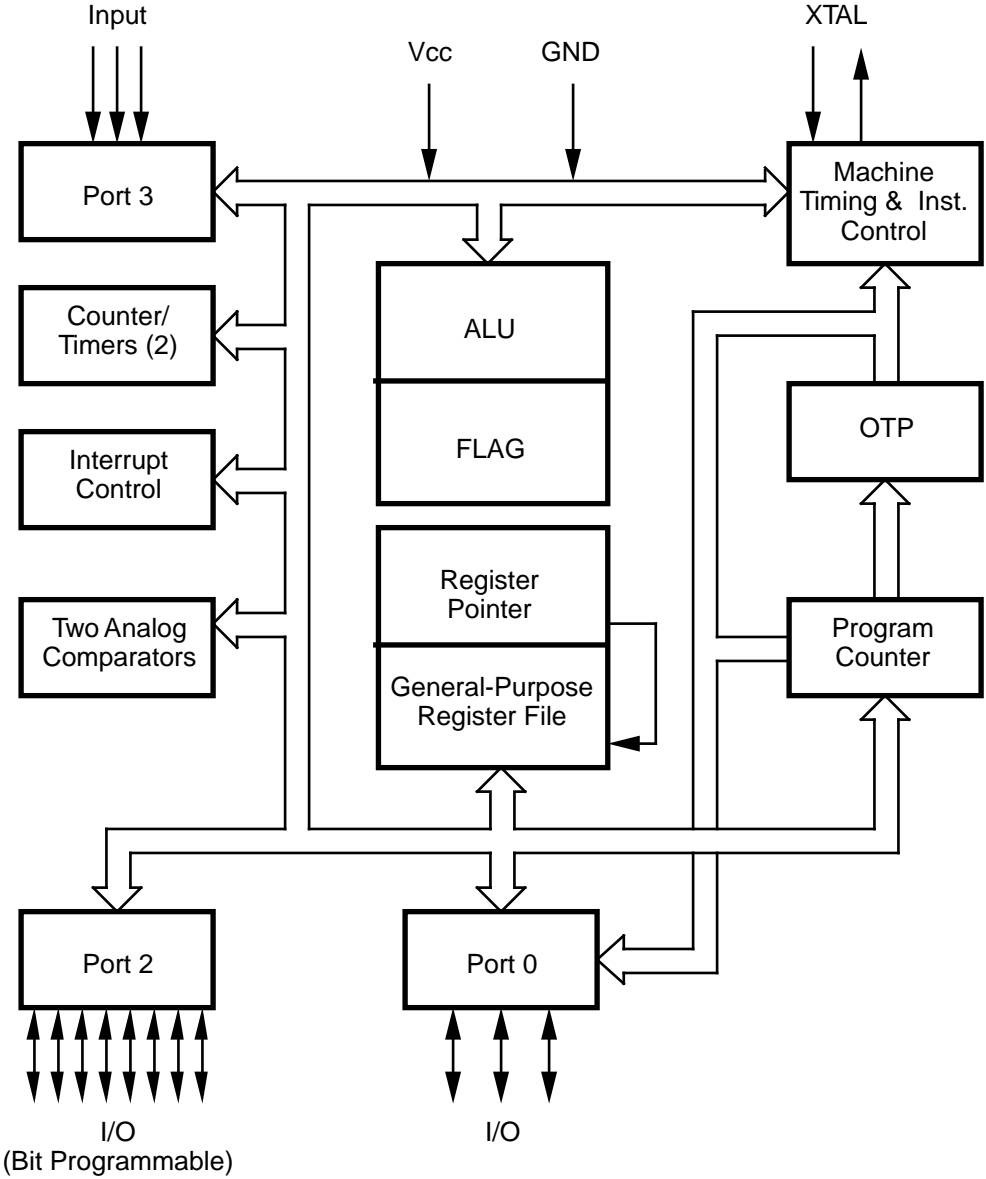 Input
XTAL
Vcc
GND
Port 3
Machine
Timing & Inst.
Control
Counter/
Timers (2)
ALU
OTP
FLAG
Interrupt
Control
Register
Pointer
Two Analog
Comparators
Program
Counter
General-Purpose
Register File
Port 2
Port 0
I/O
(Bit Programmable)
I/O